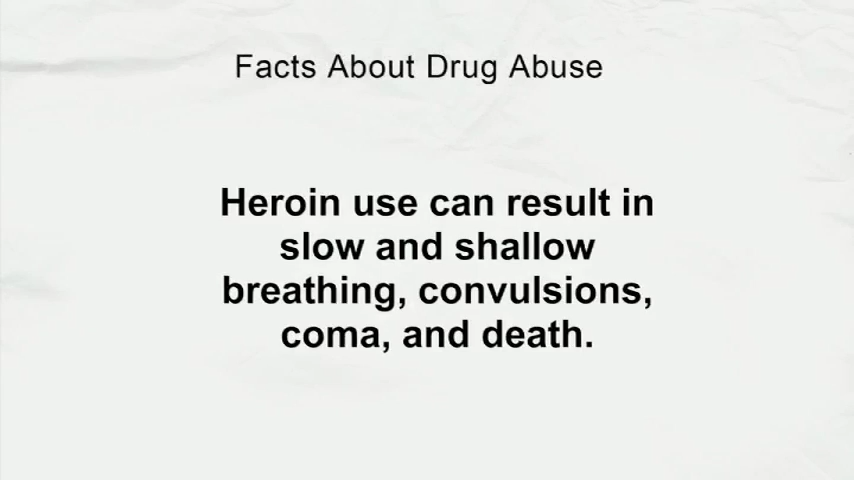 Facts About Drug Abuse
Heroin use can result in
slow and shallow
breathing, convulsions,
coma, and death.